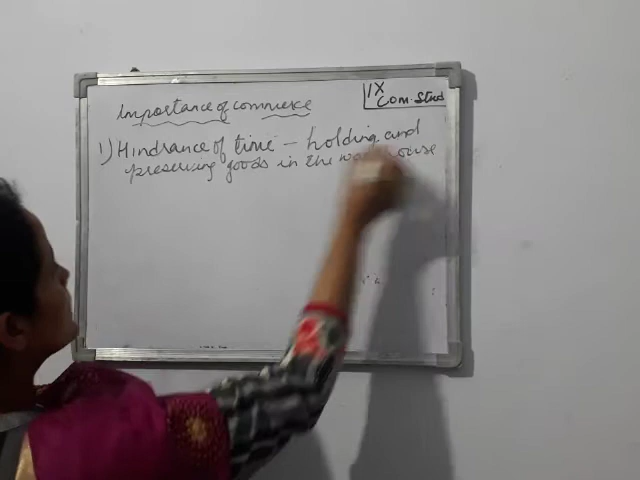 Importance of commerce
IX
Com. Stud
1) Hindrance of time - holding and
preserving goods in the